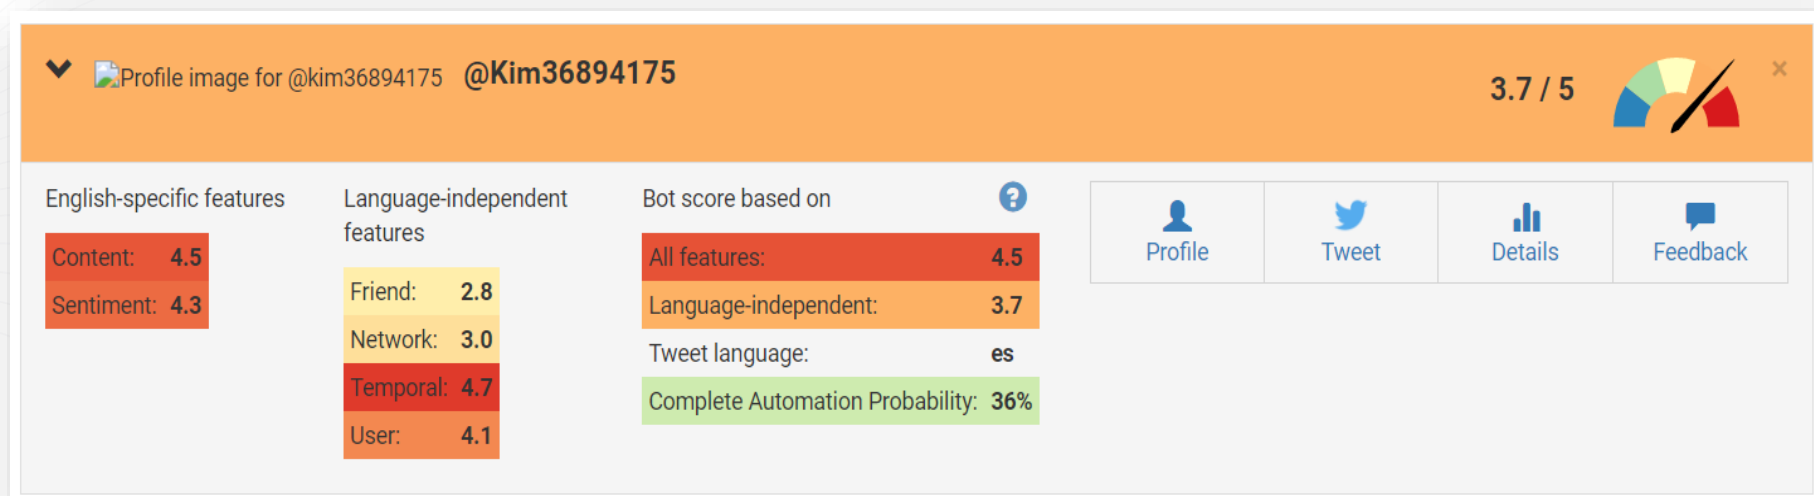 Profile image for @kim36894175 @Kim36894175 3.7 / 5 ×
English-specific features
Content: 4.5
Sentiment: 4.3
Language-independent
features
Friend: 2.8
Network: 3.0
Temporal: 4.7
User: 4.1
Bot score based on ?
All features: 4.5
Language-independent: 3.7
Tweet language: es
Complete Automation Probability: 36%
Profile
Tweet
Details
Feedback